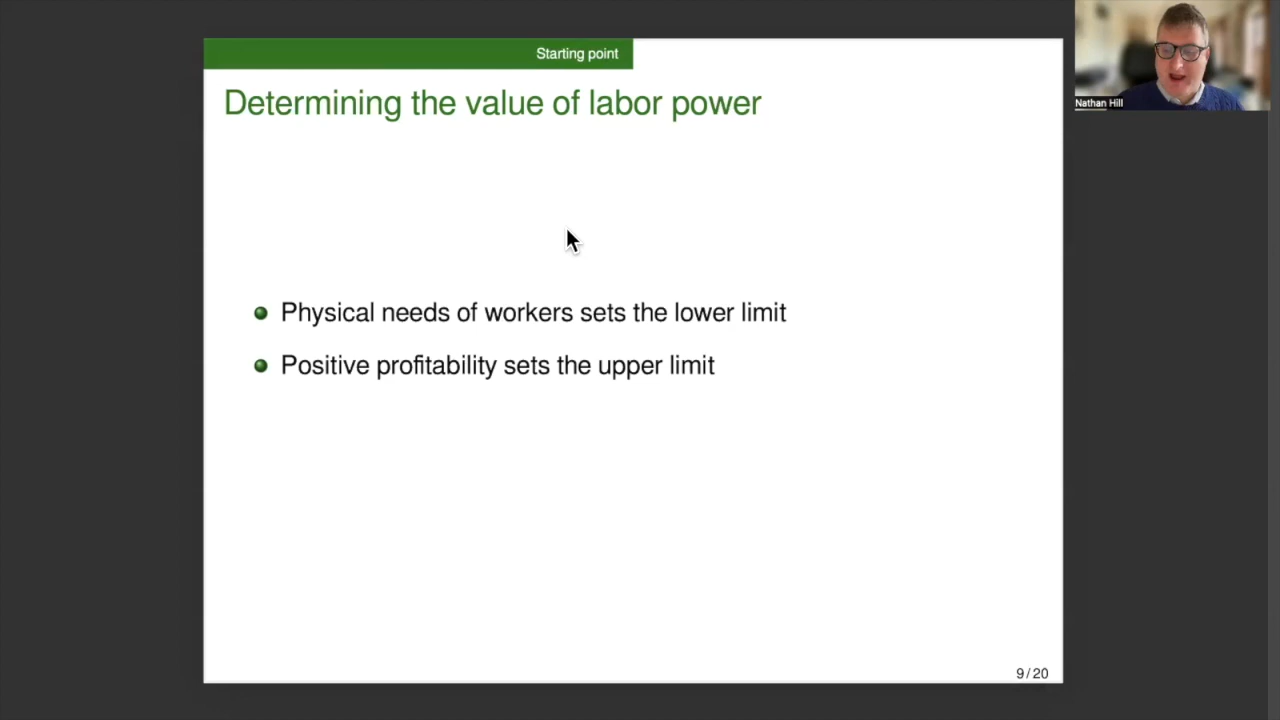 Starting point
Determining the value of labor power
Physical needs of workers sets the lower limit
Positive profitability sets the upper limit
9 / 20
Nathan Hill